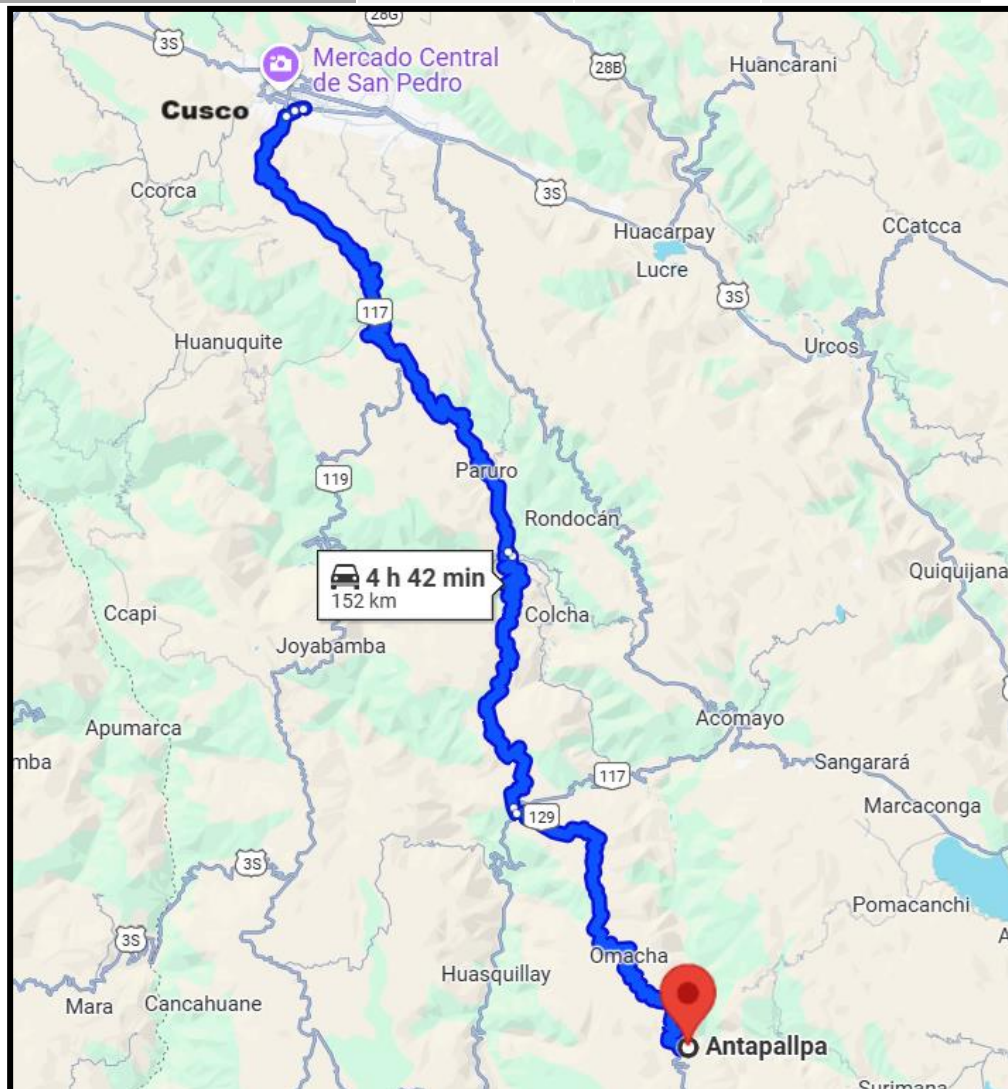 28G
3S
Mercado Central
de San Pedro
28B
Huancarani
Cusco
Ccorca
3S
Huacarpay
CCatcca
Lucre
3S
117
Huanuquite
Urcos
Paruro
119
Rondocán
4 h 42 min
152 km
Quiquijana
Ccapi
Colcha
Joyabamba
Apumarca
Acomayo
mba
Sangarará
117
Marcaconga
129
3S
Pomacanchi
A
3S
Omacha
Huasquillay
Mara
Cancahuane
Antapallpa
Surimana